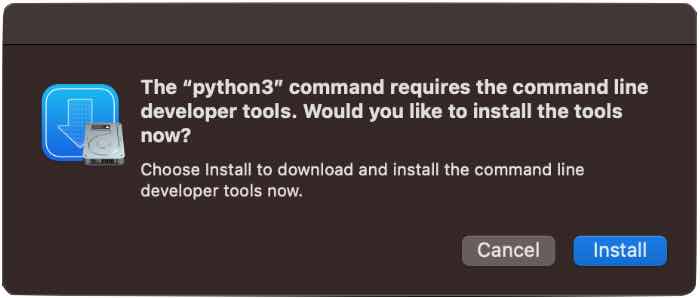 The “python3” command requires the command line
developer tools. Would you like to install the tools
now?
Choose Install to download and install the command line
developer tools now.
Cancel
Install